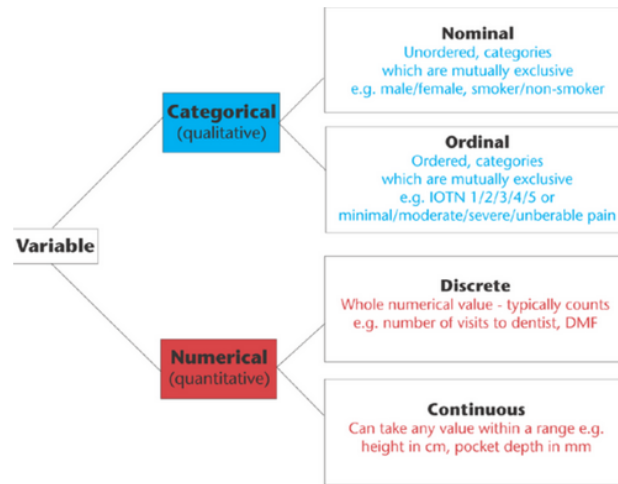 Nominal
Unordered, categories
which are mutually exclusive
e.g. male/female, smoker/non-smoker
Categorical
(qualitative)
Ordinal
Ordered, categories
which are mutually exclusive
e.g. IOTN 1/2/3/4/5 or
minimal/moderate/severe/unberable pain
Variable
Discrete
Whole numerical value - typically counts
e.g. number of visits to dentist, DMF
Numerical
(quantitative)
Continuous
Can take any value within a range e.g.
height in cm, pocket depth in mm